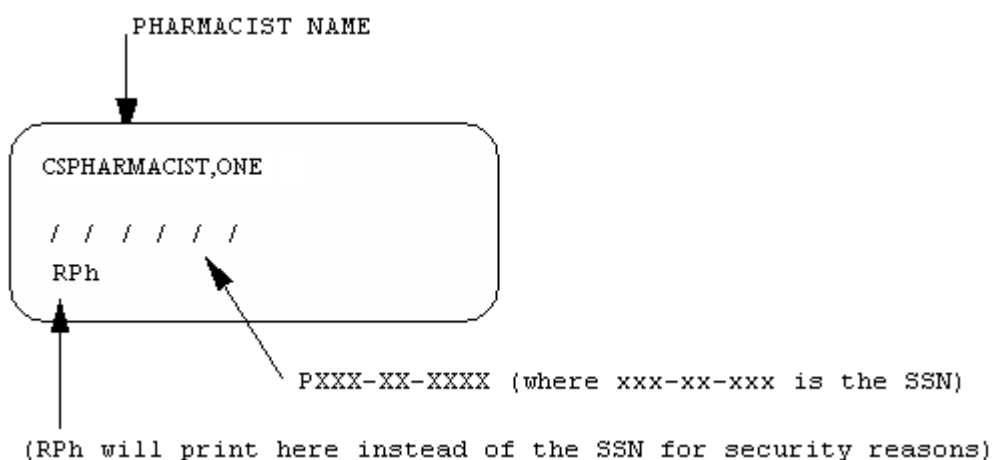 PHARMACIST NAME
CSPHARMACIST,ONE
/ / / / / /
RPh
PXXX-XX-XXXX (where xxx-xx-xxx is the SSN)
(RPh will print here instead of the SSN for security reasons)